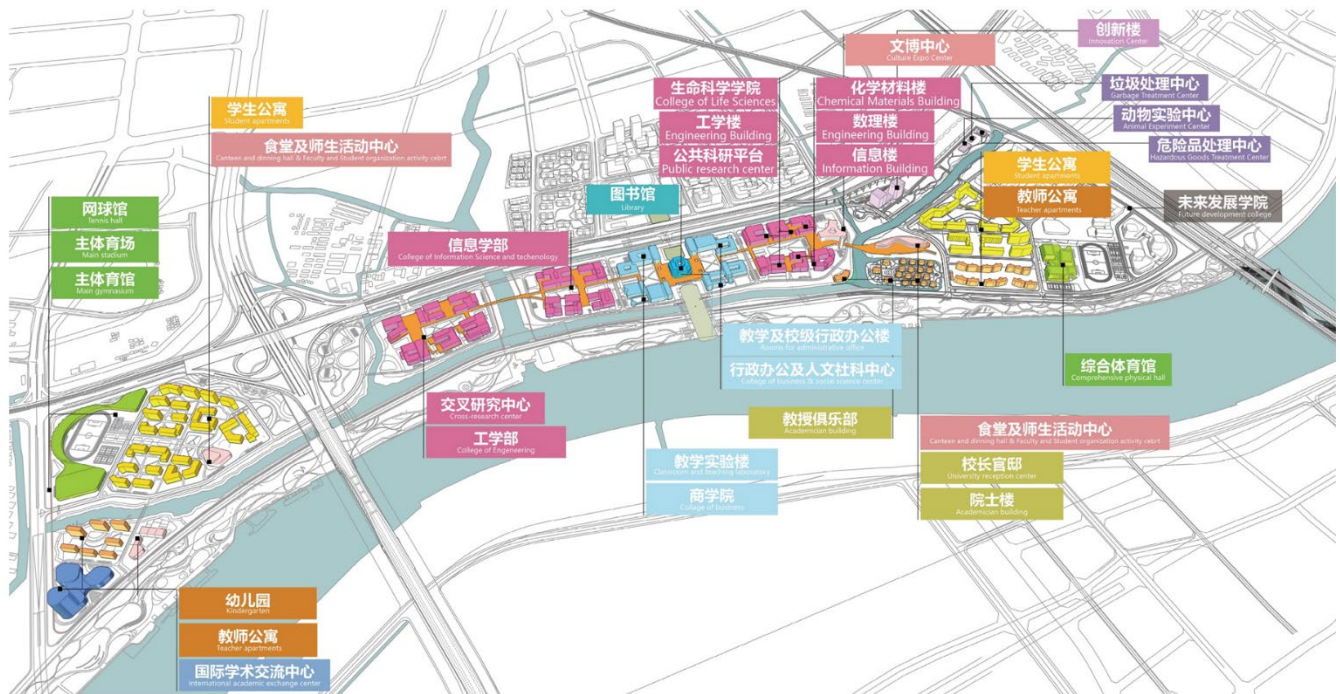 创新楼
Innovation Center
文博中心
Culture Expo Center
生命科学学院
College of Life Sciences
化学材料楼
Chemical Materials Building
垃圾处理中心
Garbage Treatment Center
学生公寓
Student apartments
工学楼
Engineering Building
数理楼
Engineering Building
动物实验中心
Animal Experiment Center
食堂及师生活动中心
Canteen and dinning hall & Faculty and Student organization activity cebrt
公共科研平台
Public research center
信息楼
Information Building
危险品处理中心
Hazardous Goods Treatment Center
学生公寓
Student apartments
图书馆
Library
教师公寓
Teacher apartments
未来发展学院
Future development college
网球馆
Tennis hall
主体育场
Main stadium
主体育馆
Main gymnasium
信息学部
College of Information Science and techenology
教学及校级行政办公楼
Rooms for administrative office
行政办公及人文社科中心
College of business & social science center
综合体育馆
Comprehensive physical hall
交叉研究中心
Cross-research center
工学部
College of Engeneering
教授俱乐部
Academician building
食堂及师生活动中心
Canteen and dinning hall & Faculty and Student organization activity cebrt
教学实验楼
Classroom and teaching laboratory
校长官邸
University reception center
商学院
Collage of business
院士楼
Academician building
幼儿园
Kindergarten
教师公寓
Teacher apartments
国际学术交流中心
International academic exchange center